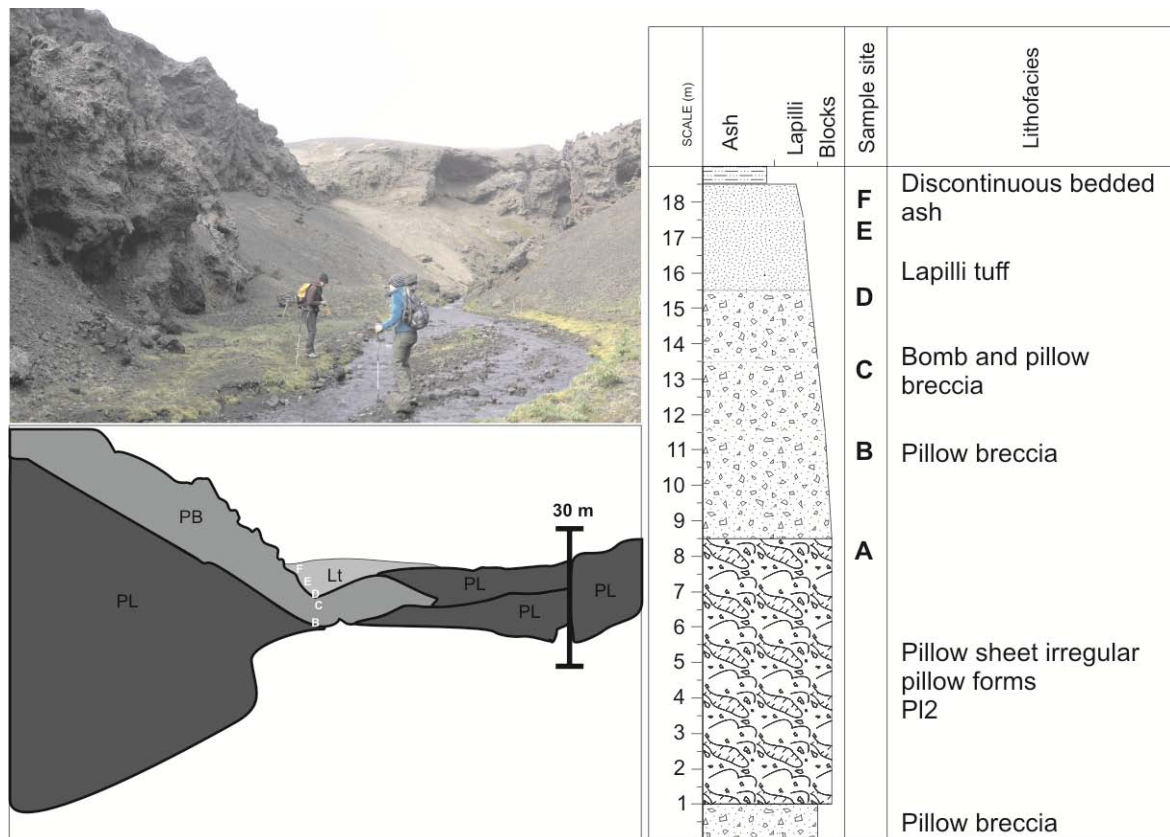 PB
PL
Lt
PL
PL
PL
30 m
F
E
D
C
B
SCALE (m)
Ash
Lapilli
Blocks
Sample site
Lithofacies
18
17
16
15
14
13
12
11
10
9
8
7
6
5
4
3
2
1
F
E
D
C
B
A
Discontinuous bedded
ash
Lapilli tuff
Bomb and pillow
breccia
Pillow breccia
Pillow sheet irregular
pillow forms
Pl2
Pillow breccia